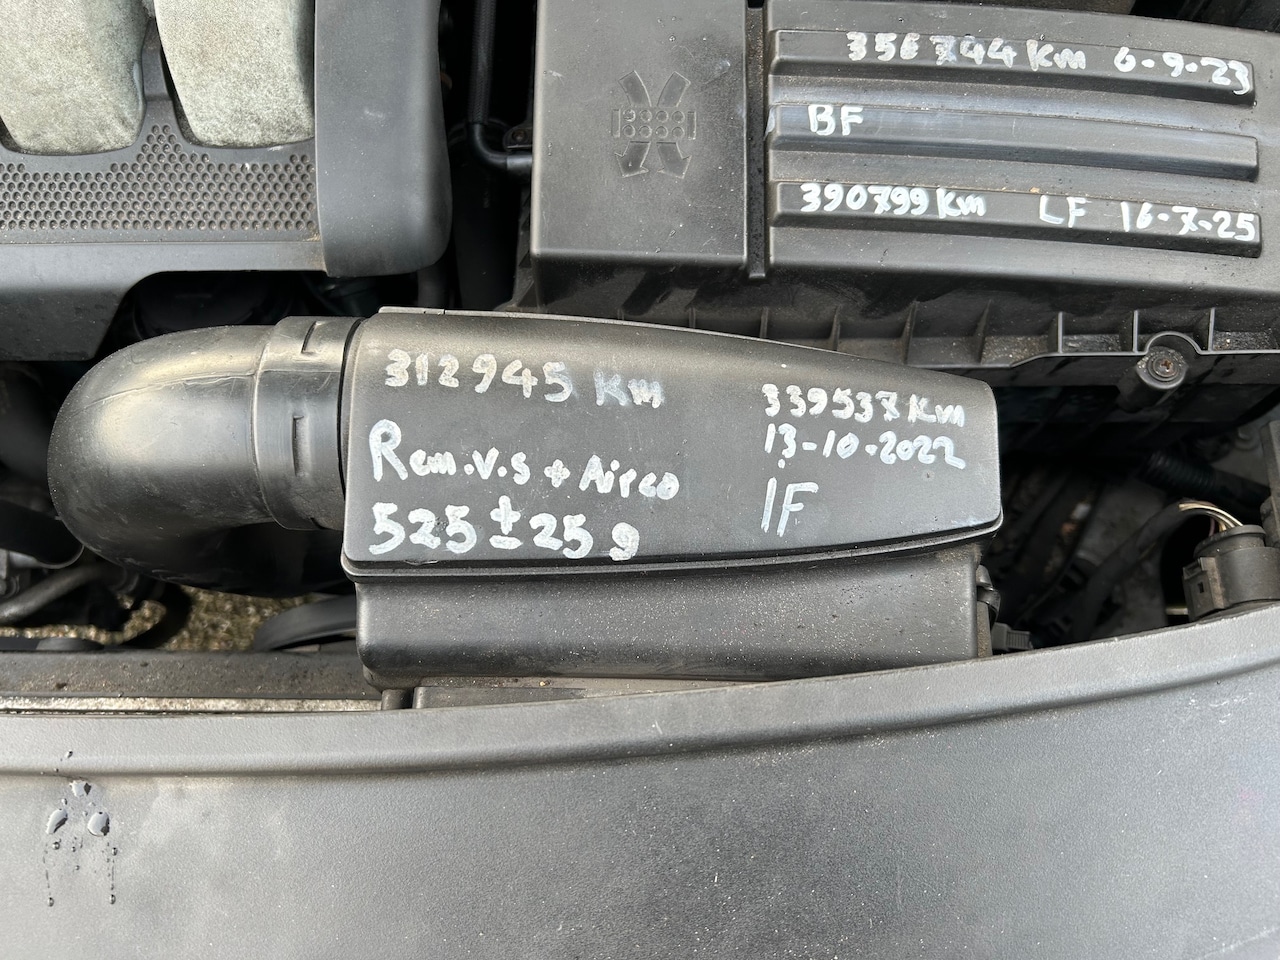 356744 Km 6-9-23
BF
390799 Km LF 16-7-25
312945 Km
Rem.v.s + Airco
525 ± 25 g
339537 Km
13-10-2022
IF